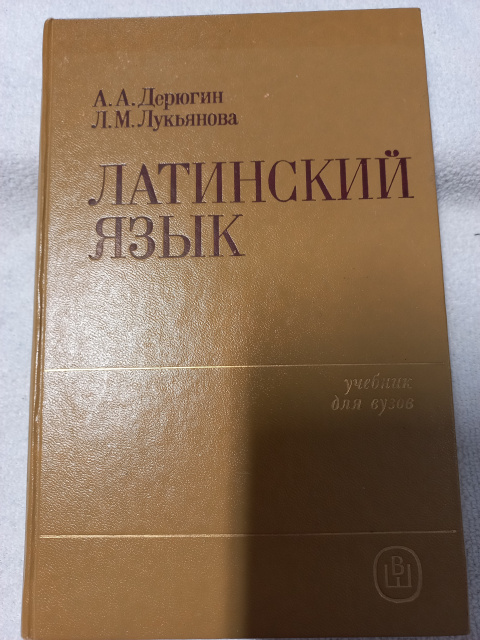 А. А. Дерюгин
Л. М. Лукьянова
ЛАТИНСКИЙ
ЯЗЫК
учебник
для вузов